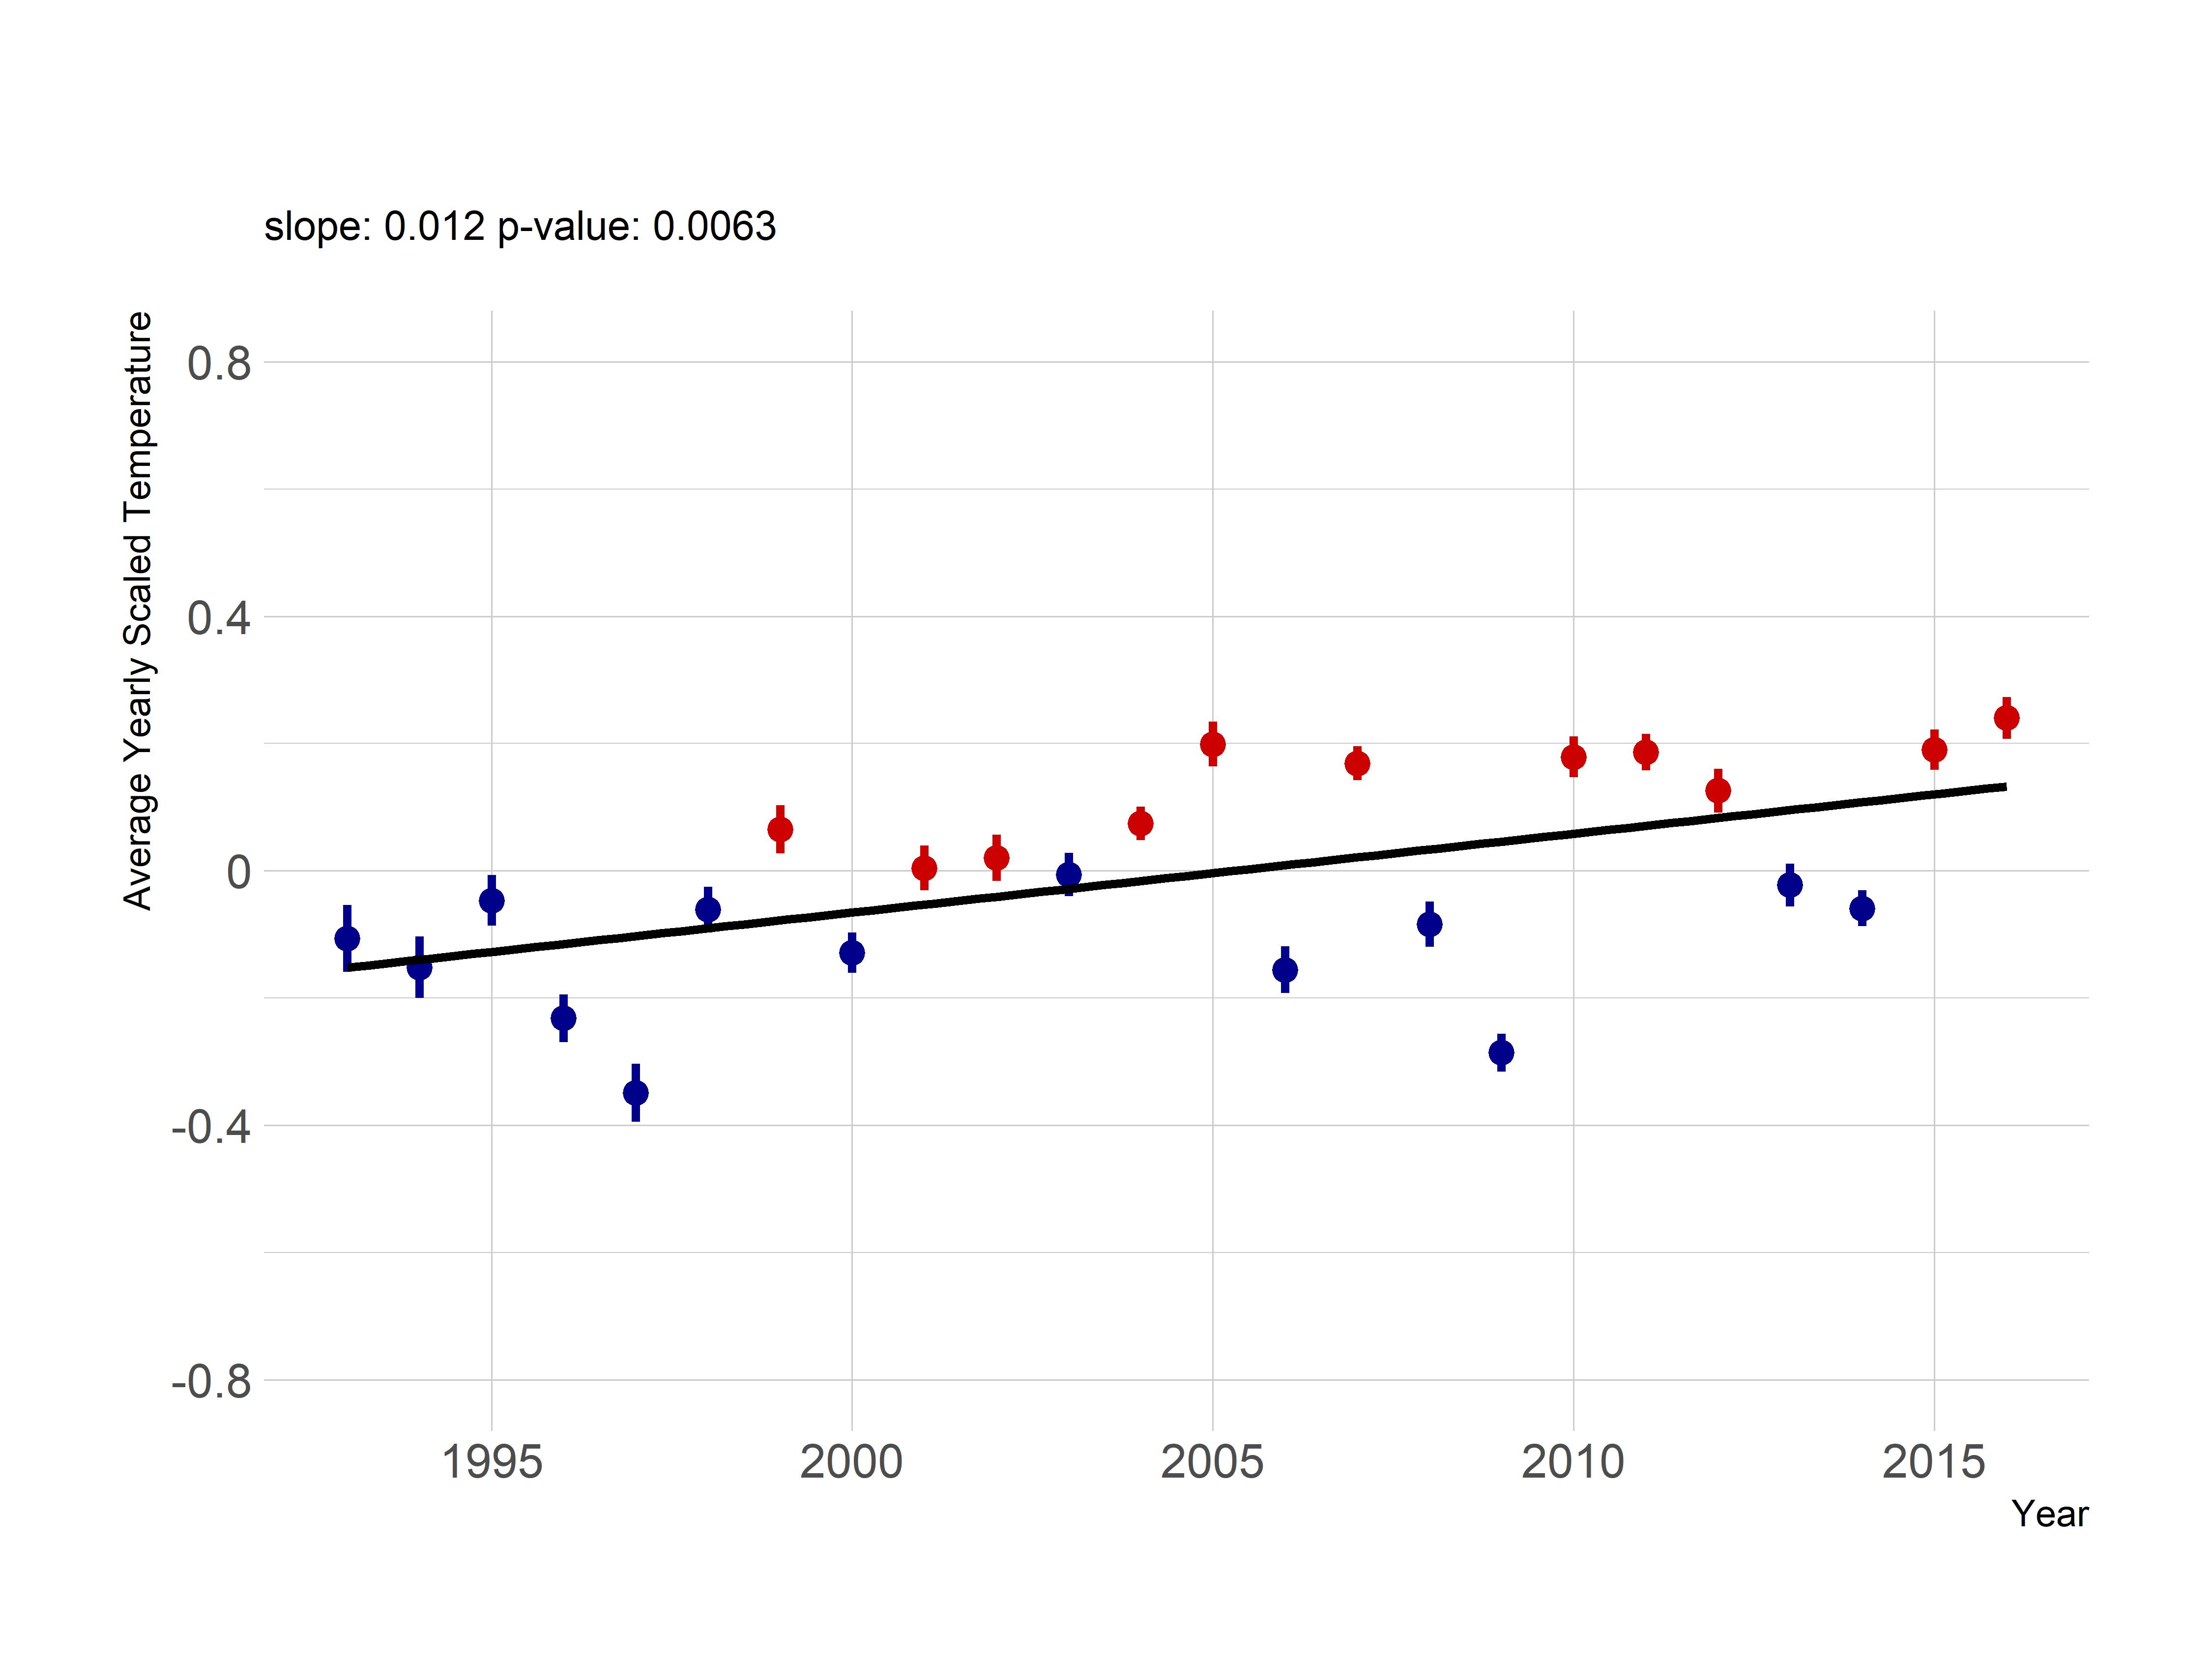 slope: 0.012 p-value: 0.0063
Average Yearly Scaled Temperature
0.8
0.4
0
-0.4
-0.8
1995 2000 2005 2010 2015
Year